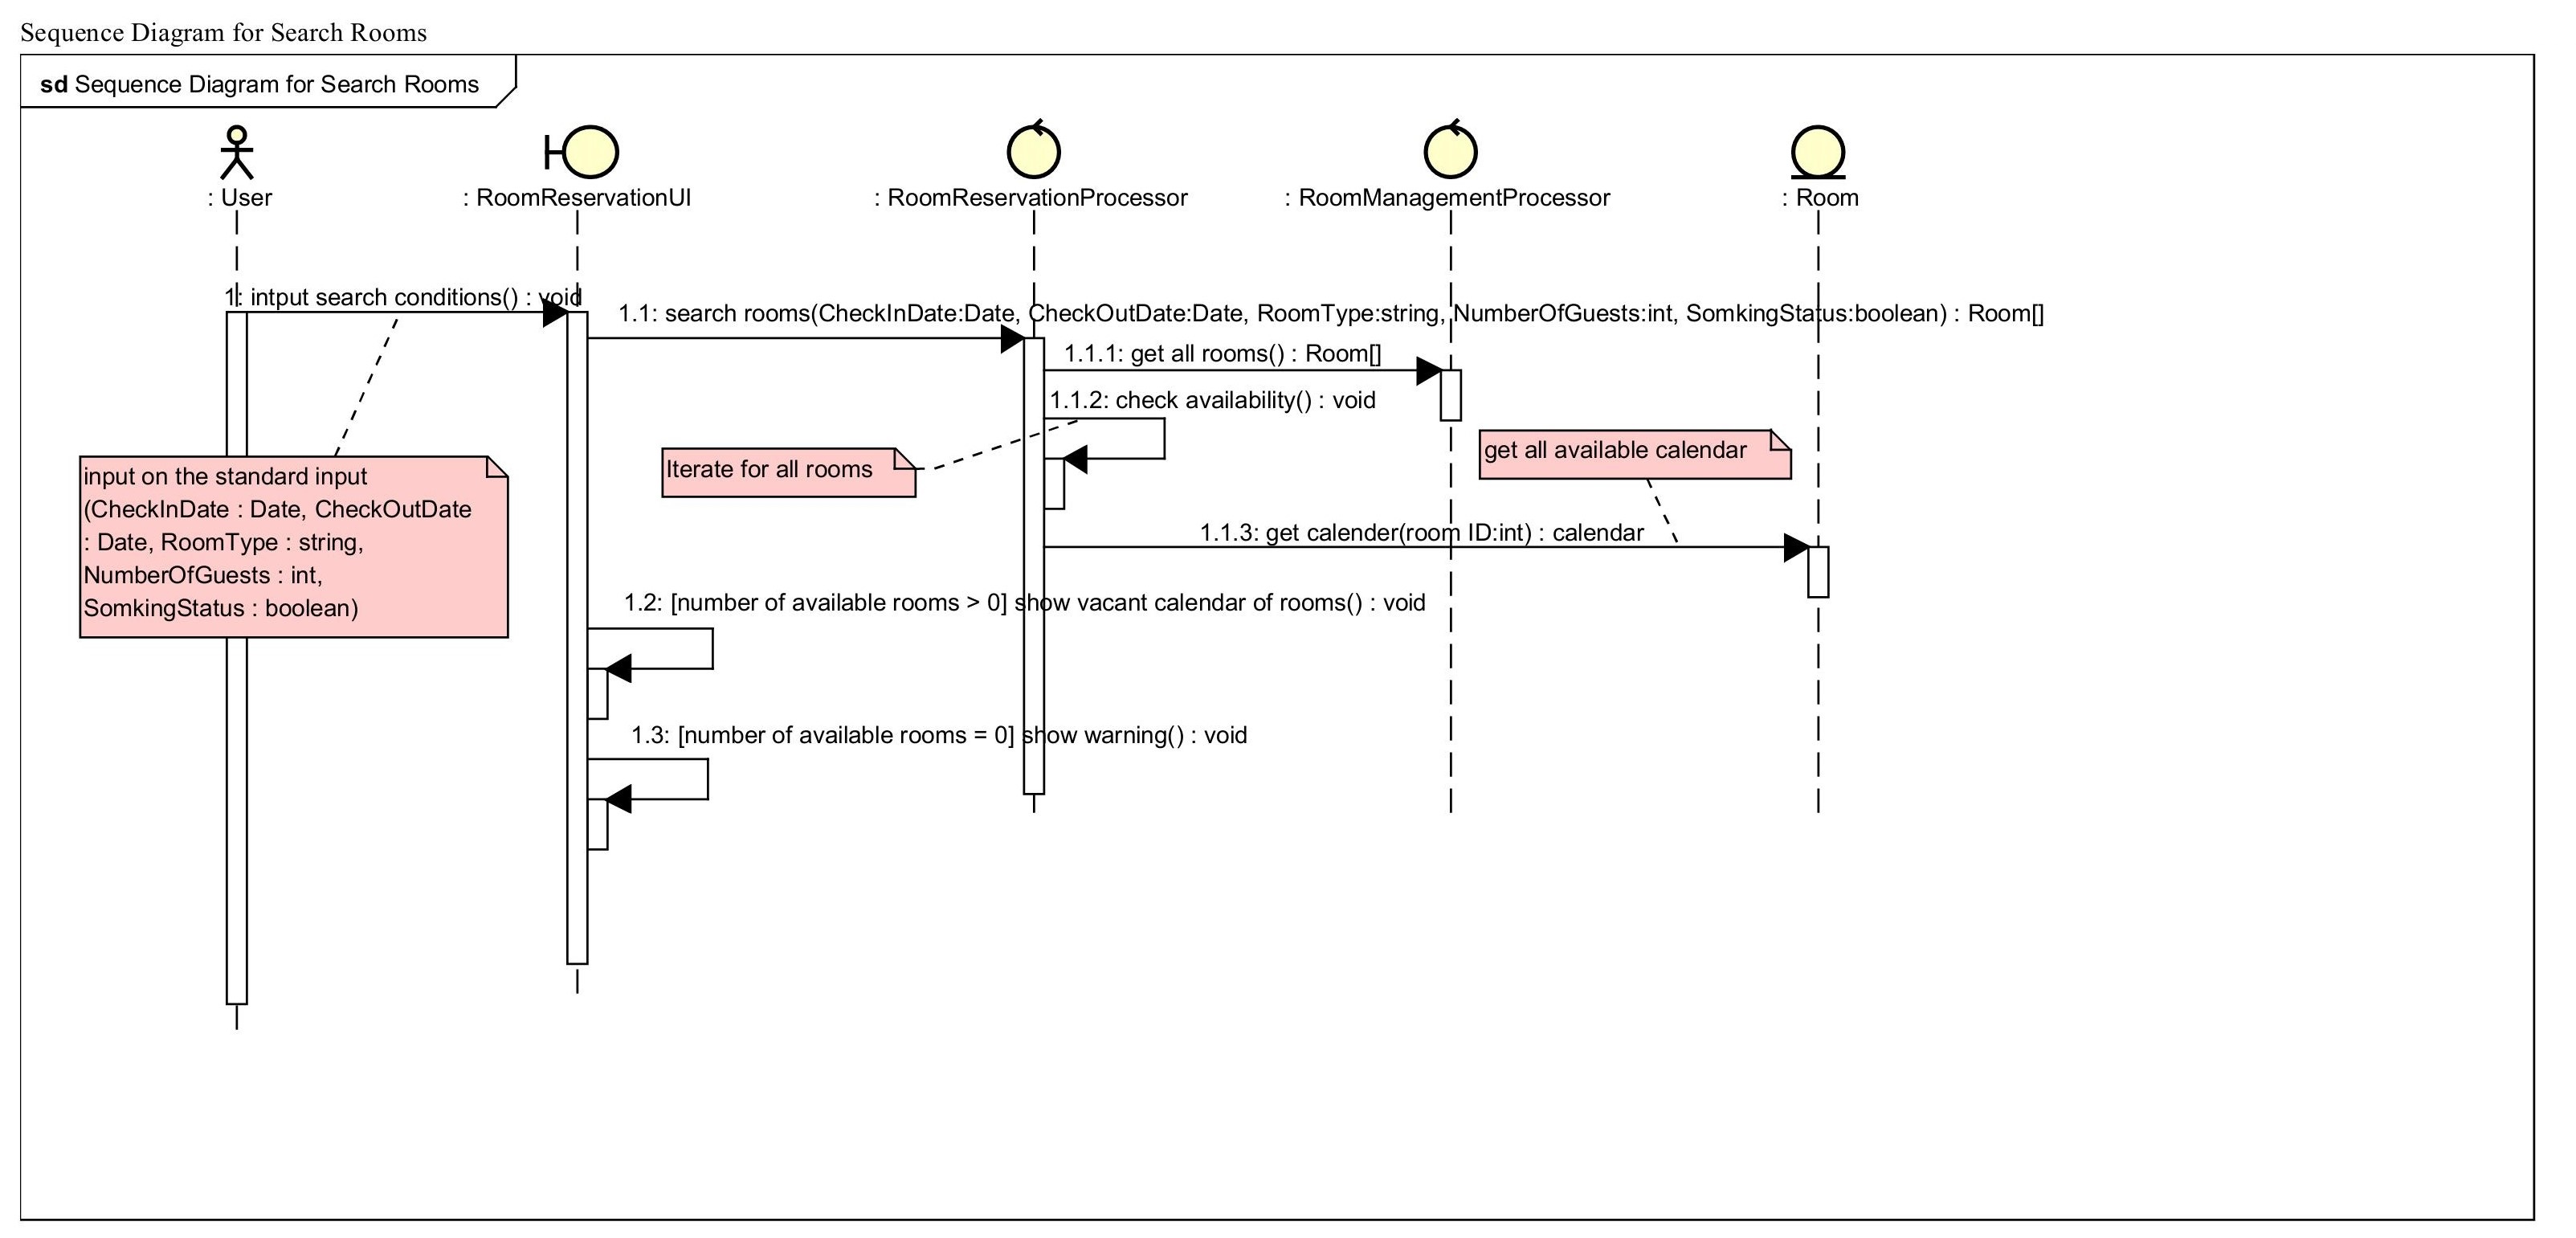 Sequence Diagram for Search Rooms
sd Sequence Diagram for Search Rooms
: User
: RoomReservationUI
: RoomReservationProcessor
: RoomManagementProcessor
: Room
1: intput search conditions() : void
1.1: search rooms(CheckInDate:Date, CheckOutDate:Date, RoomType:string, NumberOfGuests:int, SomkingStatus:boolean) : Room[]
1.1.1: get all rooms() : Room[]
1.1.2: check availability() : void
get all available calendar
Iterate for all rooms
input on the standard input
(CheckInDate : Date, CheckOutDate
: Date, RoomType : string,
NumberOfGuests : int,
SomkingStatus : boolean)
1.1.3: get calender(room ID:int) : calendar
1.2: [number of available rooms > 0] show vacant calendar of rooms() : void
1.3: [number of available rooms = 0] show warning() : void